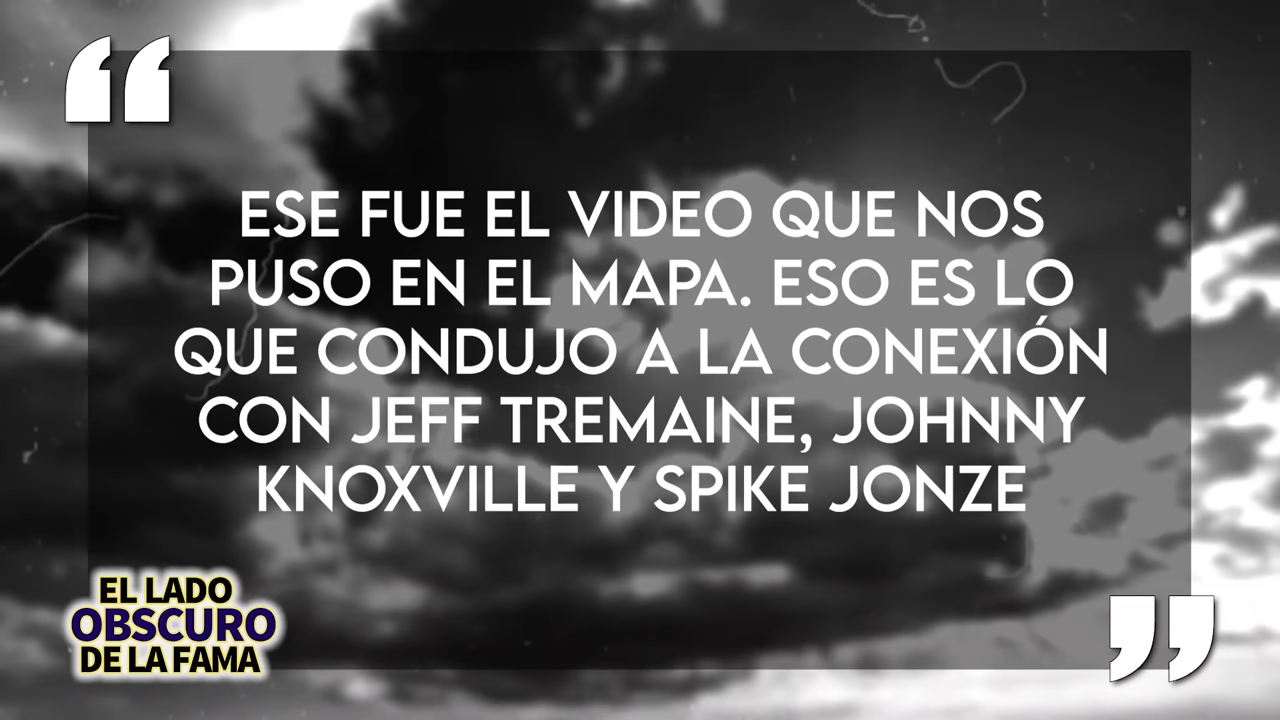 ESE FUE EL VIDEO QUE NOS
PUSO EN EL MAPA. ESO ES LO
QUE CONDUJO A LA CONEXIÓN
CON JEFF TREMAINE, JOHNNY
KNOXVILLE Y SPIKE JONZE
EL LADO
OBSCURO
DE LA FAMA